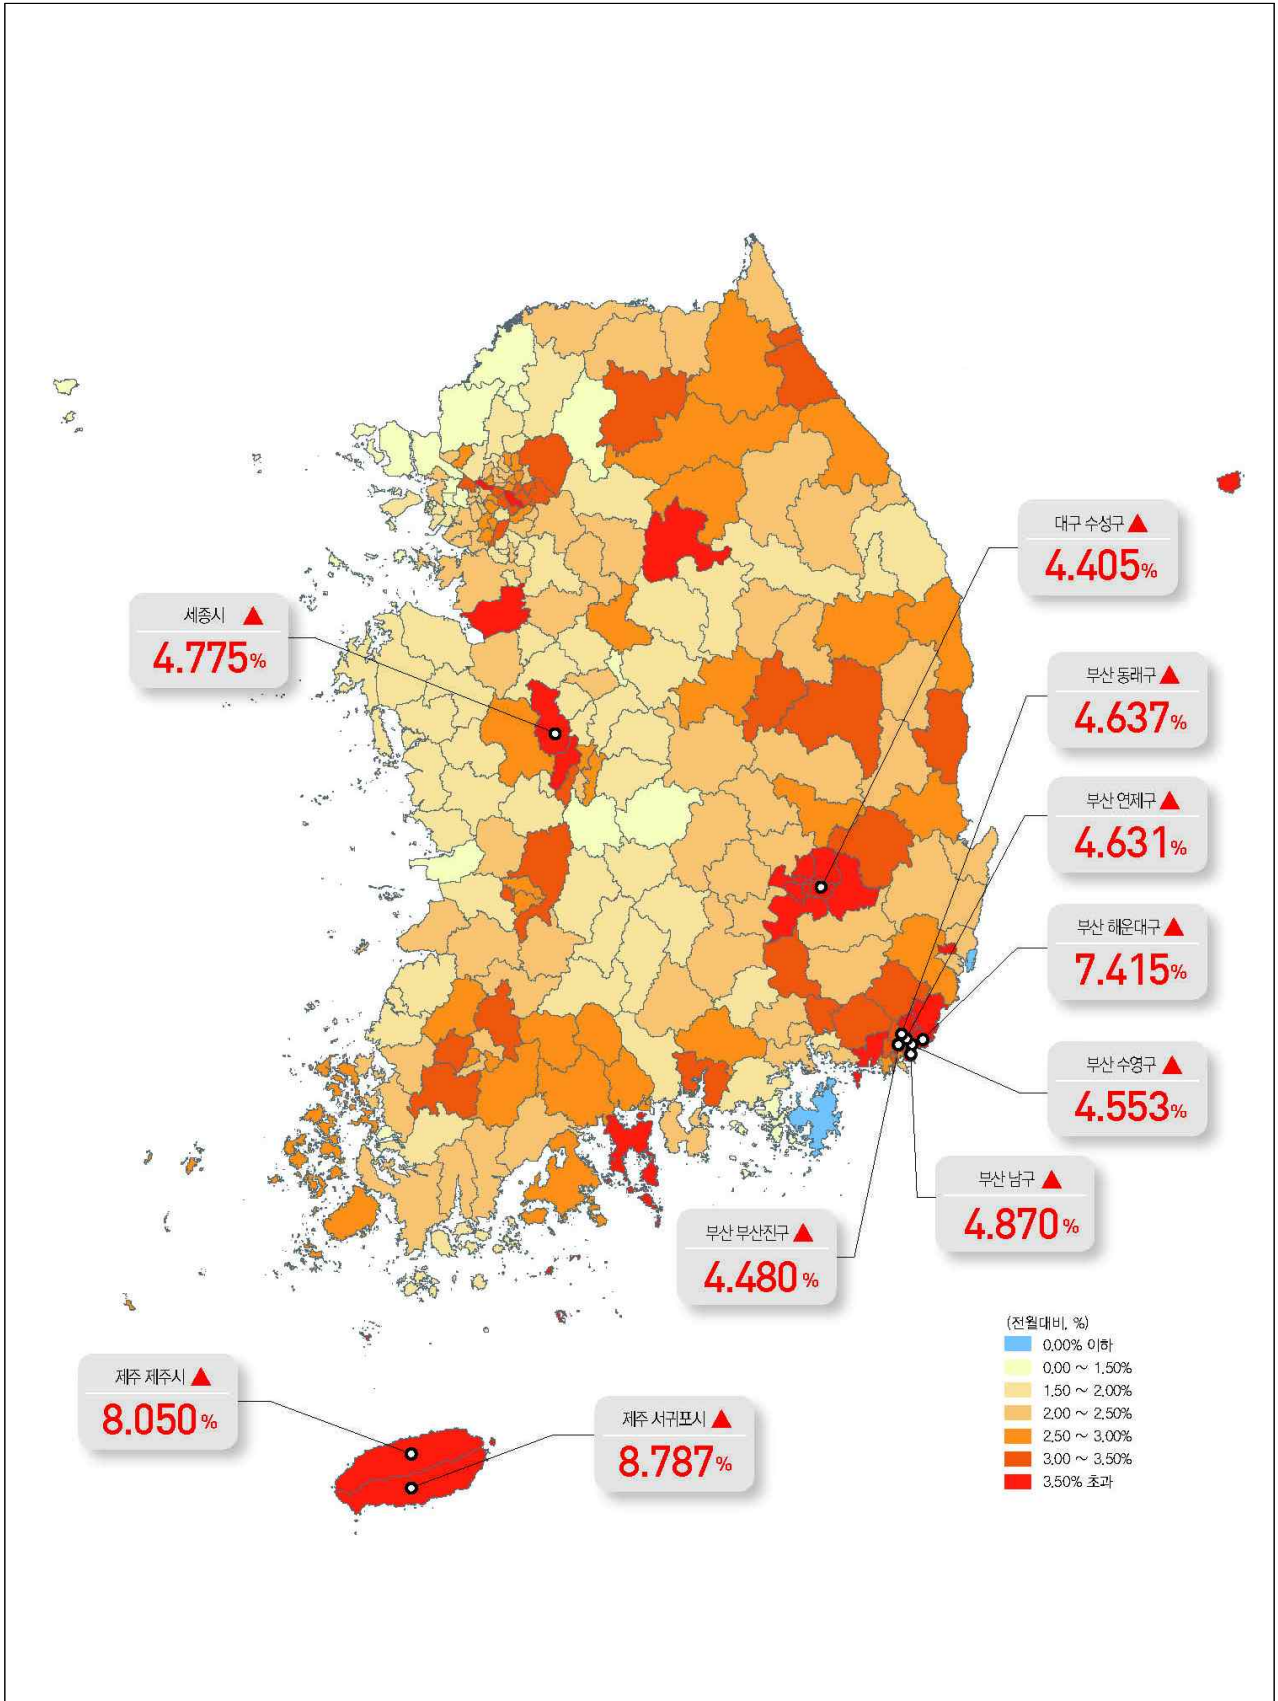 대구 수성구 ▲
4.405%
세종시 ▲
4.775%
부산 동래구 ▲
4.637%
부산 연제구 ▲
4.631%
부산 해운대구 ▲
7.415%
부산 수영구 ▲
4.553%
부산 남구 ▲
4.870%
부산 부산진구 ▲
4.480%
(전월대비, %)
0.00% 이하
0.00 ~ 1.50%
1.50 ~ 2.00%
2.00 ~ 2.50%
2.50 ~ 3.00%
3.00 ~ 3.50%
3.50% 초과
제주 제주시 ▲
8.050%
제주 서귀포시 ▲
8.787%